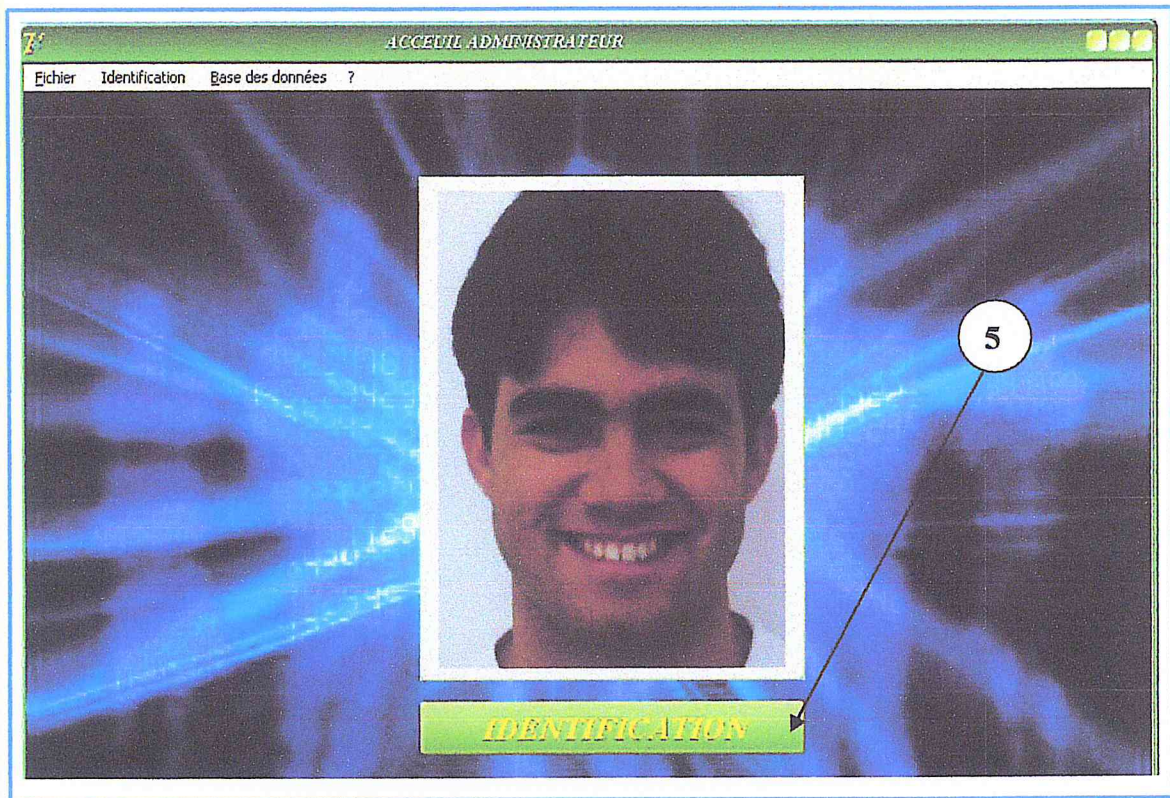 ACCEUIL ADMINISTRATEUR
Fichier Identification Base des données ?
5
IDENTIFICATION